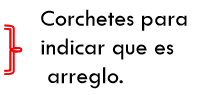 Corchetes para
indicar que es
arreglo.